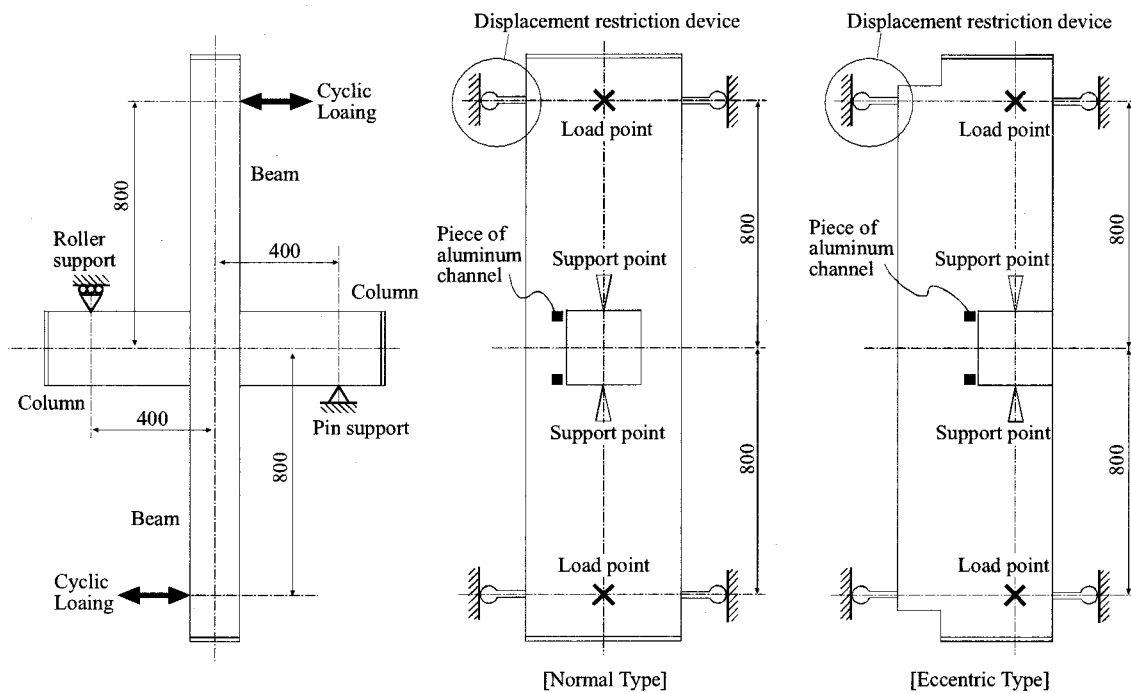 Cyclic
Loaing
Beam
800
Roller
support
400
Column
Column
400
Pin support
800
Beam
Cyclic
Loaing
Displacement restriction device
Load point
800
Piece of
aluminum
channel
Support point
Support point
800
Load point
[Normal Type]
Displacement restriction device
Load point
800
Piece of
aluminum
channel
Support point
Support point
800
Load point
[Eccentric Type]